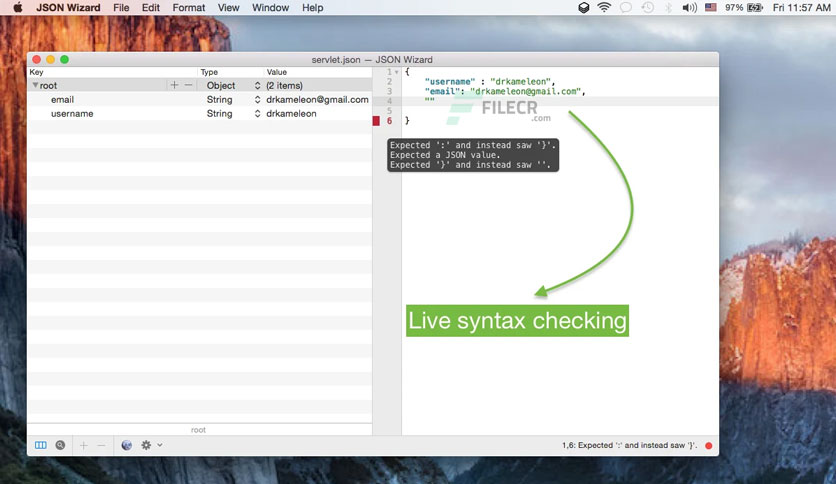 JSON Wizard File Edit Format View Window Help 97% Fri 11:57 AM
servlet.json — JSON Wizard
Key Type Value
root Object (2 items)
email String drkameleon@gmail.com
username String drkameleon
1 {
2 "username" : "drkameleon",
3 "email": "drkameleon@gmail.com",
4 ""
5
6 }
FILECR
.com
Expected ':' and instead saw '}'.
Expected a JSON value.
Expected '}' and instead saw ''.
Live syntax checking
root
1,6: Expected ':' and instead saw '}'.